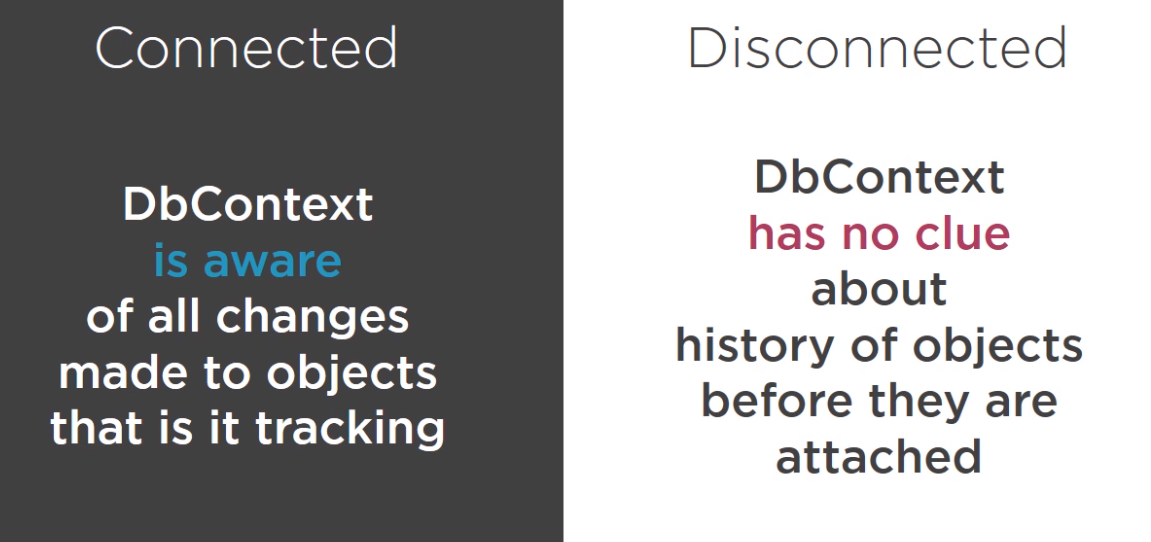 Connected
DbContext
is aware
of all changes
made to objects
that is it tracking
Disconnected
DbContext
has no clue
about
history of objects
before they are
attached